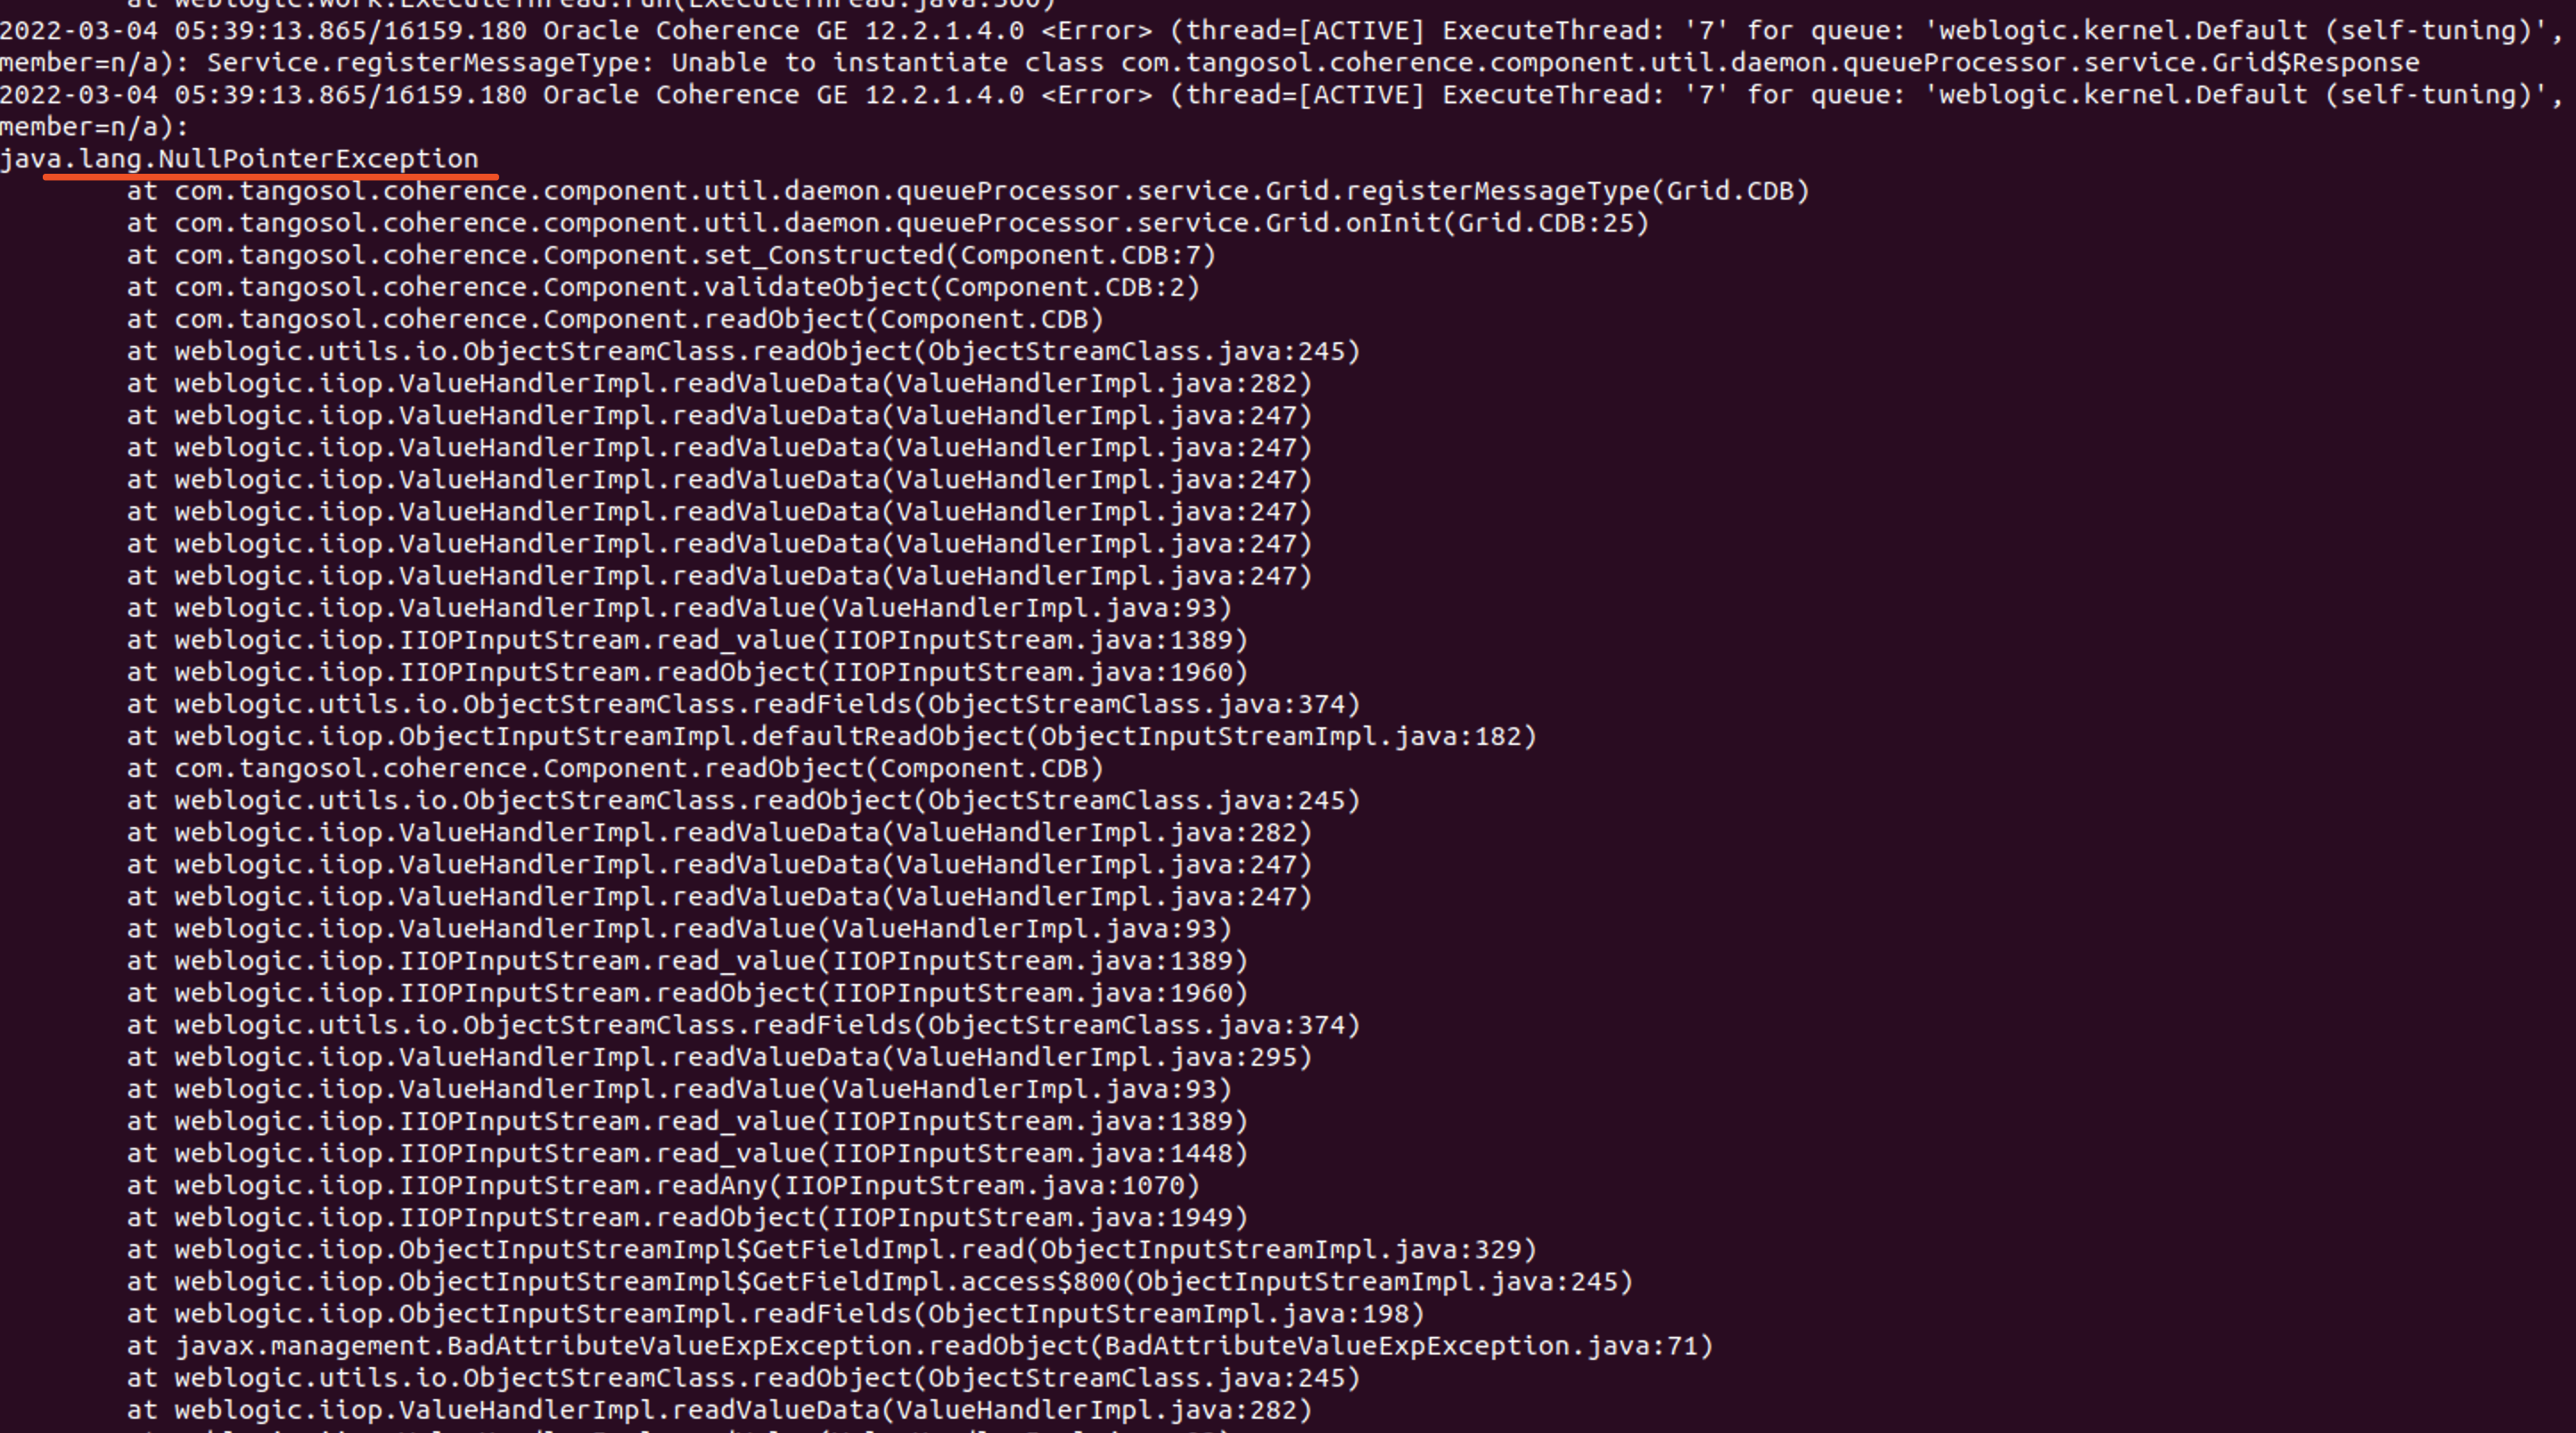 at weblogic.work.ExecuteThread.run(ExecuteThread.java:360)
2022-03-04 05:39:13.865/16159.180 Oracle Coherence GE 12.2.1.4.0 <Error> (thread=[ACTIVE] ExecuteThread: '7' for queue: 'weblogic.kernel.Default (self-tuning)',
member=n/a): Service.registerMessageType: Unable to instantiate class com.tangosol.coherence.component.util.daemon.queueProcessor.service.Grid$Response
2022-03-04 05:39:13.865/16159.180 Oracle Coherence GE 12.2.1.4.0 <Error> (thread=[ACTIVE] ExecuteThread: '7' for queue: 'weblogic.kernel.Default (self-tuning)',
member=n/a):
java.lang.NullPointerException
at com.tangosol.coherence.component.util.daemon.queueProcessor.service.Grid.registerMessageType(Grid.CDB)
at com.tangosol.coherence.component.util.daemon.queueProcessor.service.Grid.onInit(Grid.CDB:25)
at com.tangosol.coherence.Component.set_Constructed(Component.CDB:7)
at com.tangosol.coherence.Component.validateObject(Component.CDB:2)
at com.tangosol.coherence.Component.readObject(Component.CDB)
at weblogic.utils.io.ObjectStreamClass.readObject(ObjectStreamClass.java:245)
at weblogic.iiop.ValueHandlerImpl.readValueData(ValueHandlerImpl.java:282)
at weblogic.iiop.ValueHandlerImpl.readValueData(ValueHandlerImpl.java:247)
at weblogic.iiop.ValueHandlerImpl.readValueData(ValueHandlerImpl.java:247)
at weblogic.iiop.ValueHandlerImpl.readValueData(ValueHandlerImpl.java:247)
at weblogic.iiop.ValueHandlerImpl.readValueData(ValueHandlerImpl.java:247)
at weblogic.iiop.ValueHandlerImpl.readValueData(ValueHandlerImpl.java:247)
at weblogic.iiop.ValueHandlerImpl.readValueData(ValueHandlerImpl.java:247)
at weblogic.iiop.ValueHandlerImpl.readValue(ValueHandlerImpl.java:93)
at weblogic.iiop.IIOPInputStream.read_value(IIOPInputStream.java:1389)
at weblogic.iiop.IIOPInputStream.readObject(IIOPInputStream.java:1960)
at weblogic.utils.io.ObjectStreamClass.readFields(ObjectStreamClass.java:374)
at weblogic.iiop.ObjectInputStreamImpl.defaultReadObject(ObjectInputStreamImpl.java:182)
at com.tangosol.coherence.Component.readObject(Component.CDB)
at weblogic.utils.io.ObjectStreamClass.readObject(ObjectStreamClass.java:245)
at weblogic.iiop.ValueHandlerImpl.readValueData(ValueHandlerImpl.java:282)
at weblogic.iiop.ValueHandlerImpl.readValueData(ValueHandlerImpl.java:247)
at weblogic.iiop.ValueHandlerImpl.readValueData(ValueHandlerImpl.java:247)
at weblogic.iiop.ValueHandlerImpl.readValue(ValueHandlerImpl.java:93)
at weblogic.iiop.IIOPInputStream.read_value(IIOPInputStream.java:1389)
at weblogic.iiop.IIOPInputStream.readObject(IIOPInputStream.java:1960)
at weblogic.utils.io.ObjectStreamClass.readFields(ObjectStreamClass.java:374)
at weblogic.iiop.ValueHandlerImpl.readValueData(ValueHandlerImpl.java:295)
at weblogic.iiop.ValueHandlerImpl.readValue(ValueHandlerImpl.java:93)
at weblogic.iiop.IIOPInputStream.read_value(IIOPInputStream.java:1389)
at weblogic.iiop.IIOPInputStream.read_value(IIOPInputStream.java:1448)
at weblogic.iiop.IIOPInputStream.readAny(IIOPInputStream.java:1070)
at weblogic.iiop.IIOPInputStream.readObject(IIOPInputStream.java:1949)
at weblogic.iiop.ObjectInputStreamImpl$GetFieldImpl.read(ObjectInputStreamImpl.java:329)
at weblogic.iiop.ObjectInputStreamImpl$GetFieldImpl.access$800(ObjectInputStreamImpl.java:245)
at weblogic.iiop.ObjectInputStreamImpl.readFields(ObjectInputStreamImpl.java:198)
at javax.management.BadAttributeValueExpException.readObject(BadAttributeValueExpException.java:71)
at weblogic.utils.io.ObjectStreamClass.readObject(ObjectStreamClass.java:245)
at weblogic.iiop.ValueHandlerImpl.readValueData(ValueHandlerImpl.java:282)